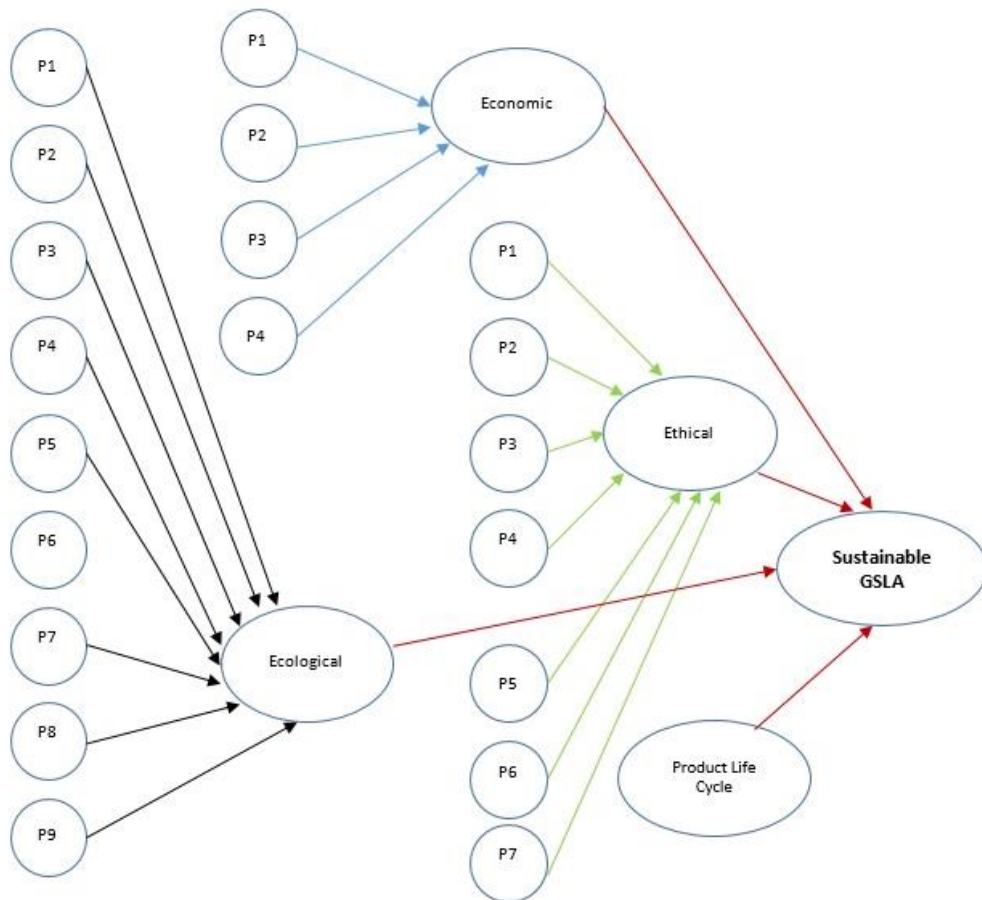 P1
P2
P3
P4
P5
P6
P7
P8
P9
P1
P2
P3
P4
Economic
P1
P2
P3
P4
P5
P6
P7
Ethical
Ecological
Sustainable
GSLA
Product Life
Cycle